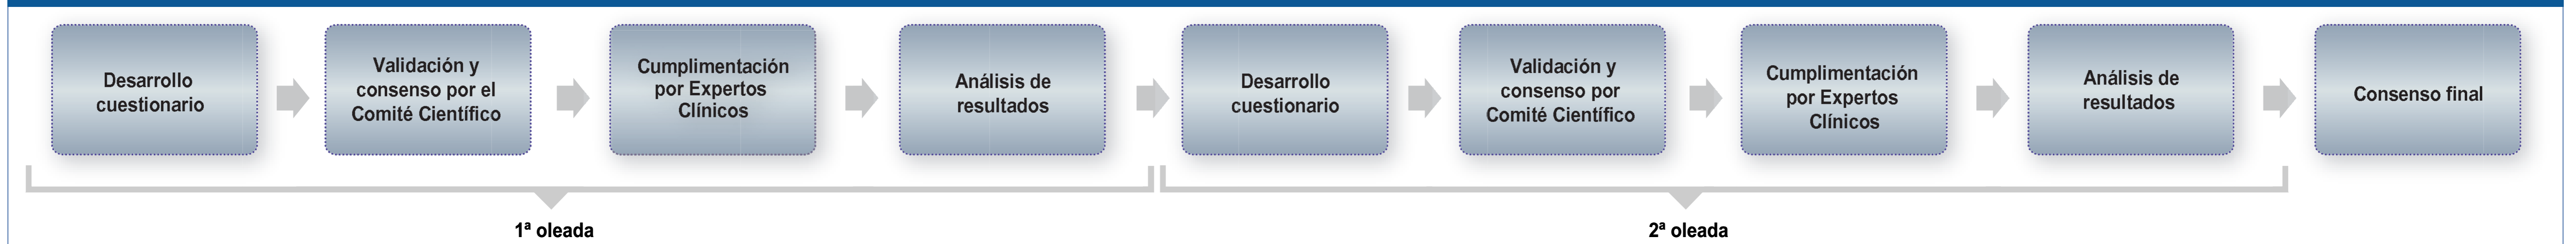 Desarrollo
cuestionario
Validación y
consenso por el
Comité Científico
Cumplimentación
por Expertos
Clínicos
Análisis de
resultados
Desarrollo
cuestionario
Validación y
consenso por
Comité Científico
Cumplimentación
por Expertos
Clínicos
Análisis de
resultados
Consenso final
1ª oleada
2ª oleada